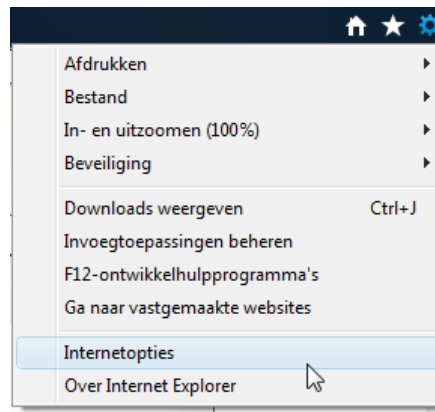 Afdrukken
Bestand
In- en uitzoomen (100%)
Beveiliging
Downloads weergeven Ctrl+J
Invoegtoepassingen beheren
F12-ontwikkelhulpprogramma's
Ga naar vastgemaakte websites
Internetopties
Over Internet Explorer